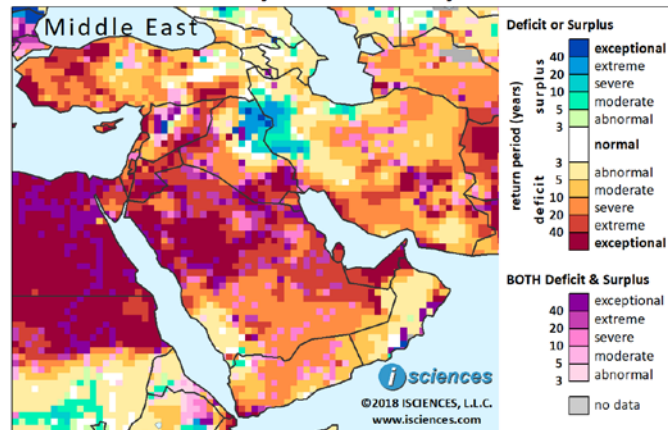 Middle East
Deficit or Surplus
exceptional
40
extreme
20
severe
10
moderate
5
abnormal
3
normal
3
abnormal
5
moderate
10
severe
20
extreme
40
exceptional
return period (years)
deficit
surplus
BOTH Deficit & Surplus
exceptional
40
extreme
20
severe
10
moderate
5
abnormal
3
no data
i sciences
©2018 ISCIENCES, L.L.C.
www.isciences.com